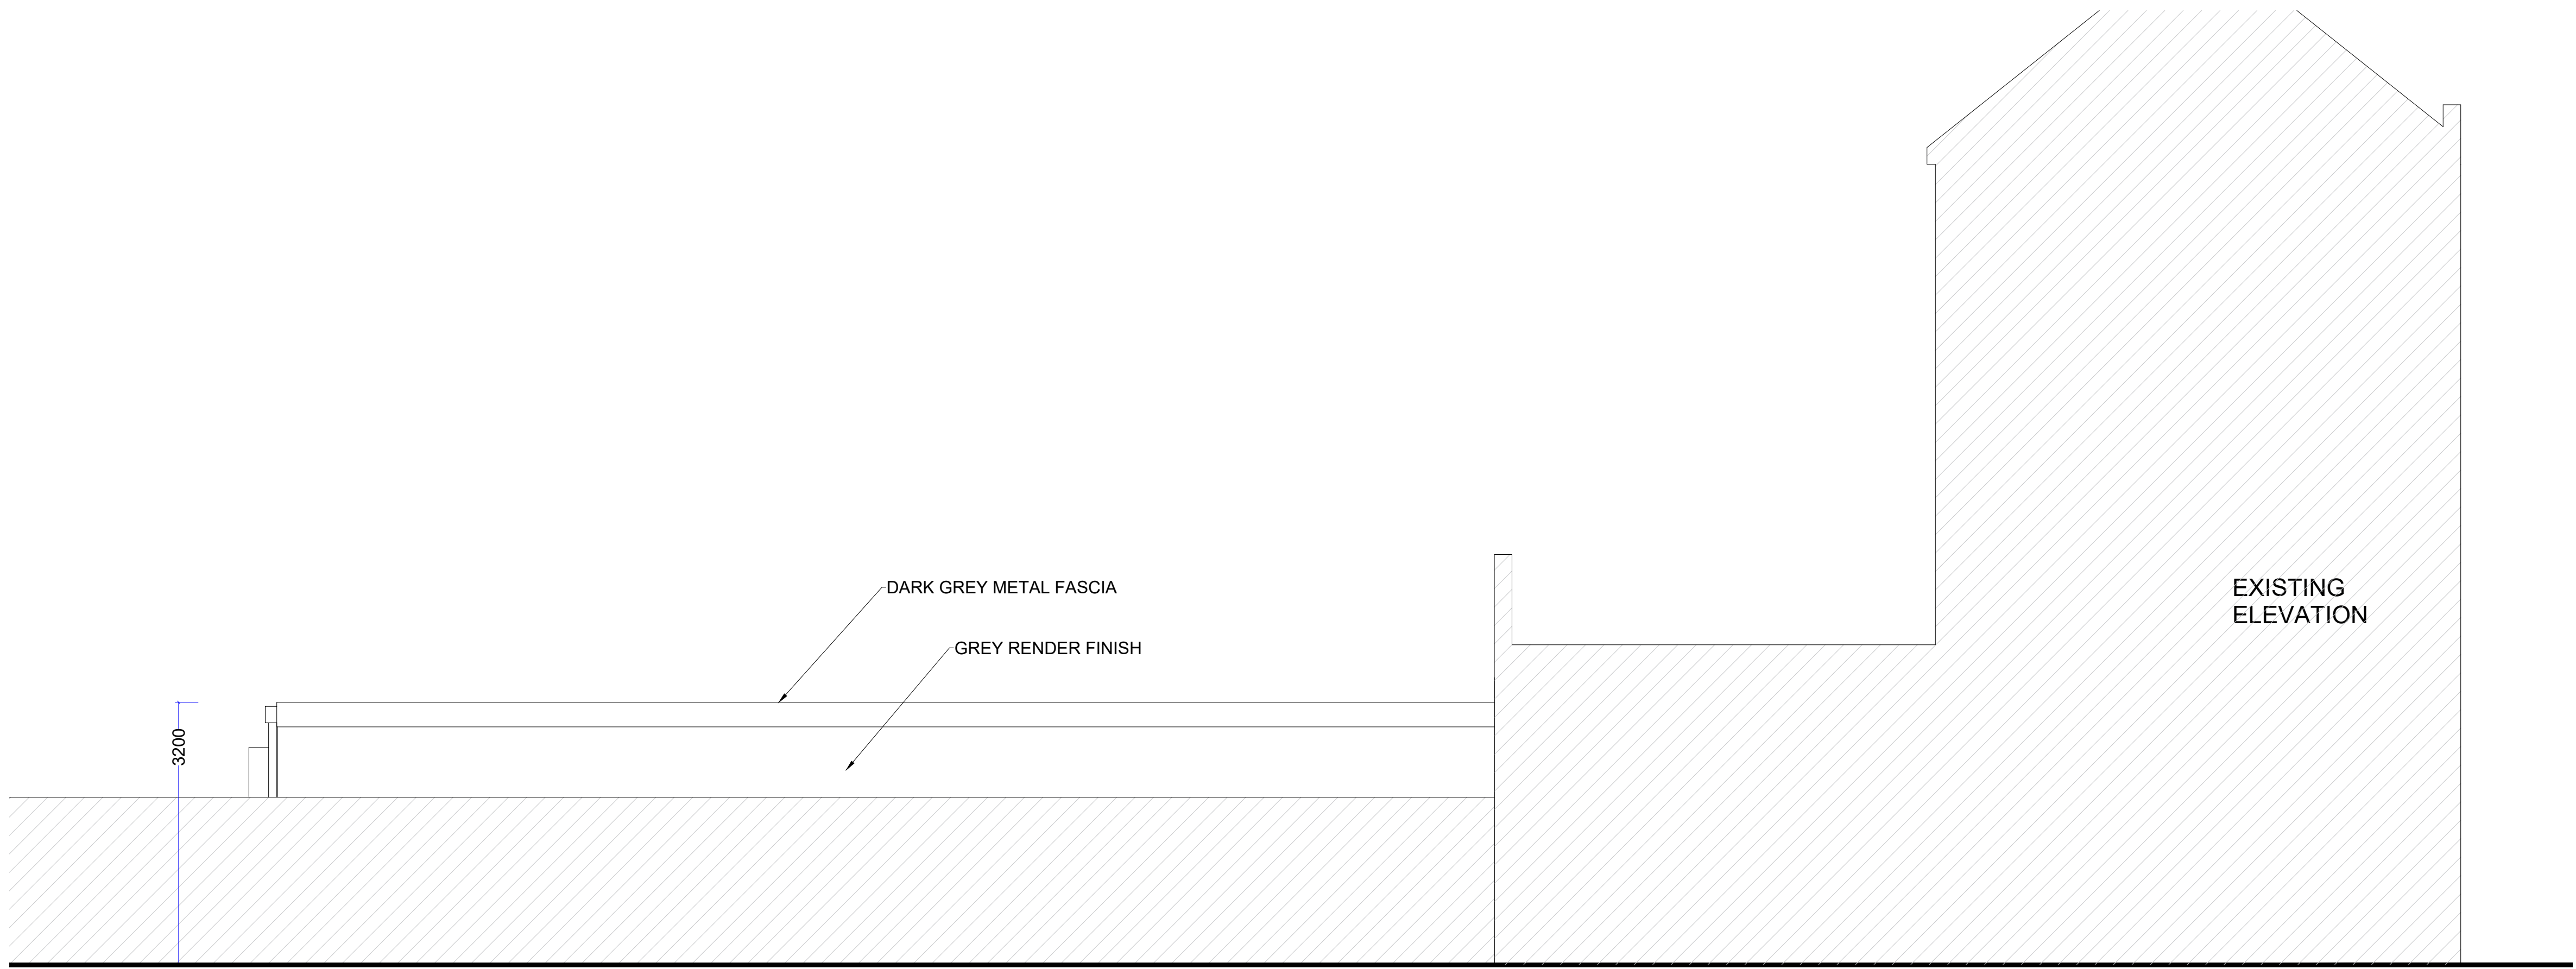 DARK GREY METAL FASCIA
GREY RENDER FINISH
3200
EXISTING
ELEVATION